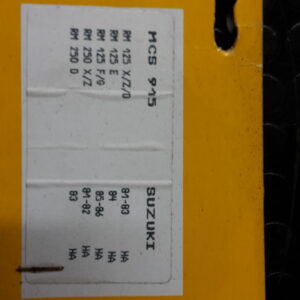 MCS 945 SUZUKI
RM 125 X/Z/D 81-83 HA
RM 125 E 84 HA
RM 125 F/G 85-86 HA
RM 250 X/Z 81-82 HA
RM 250 D 83 HA